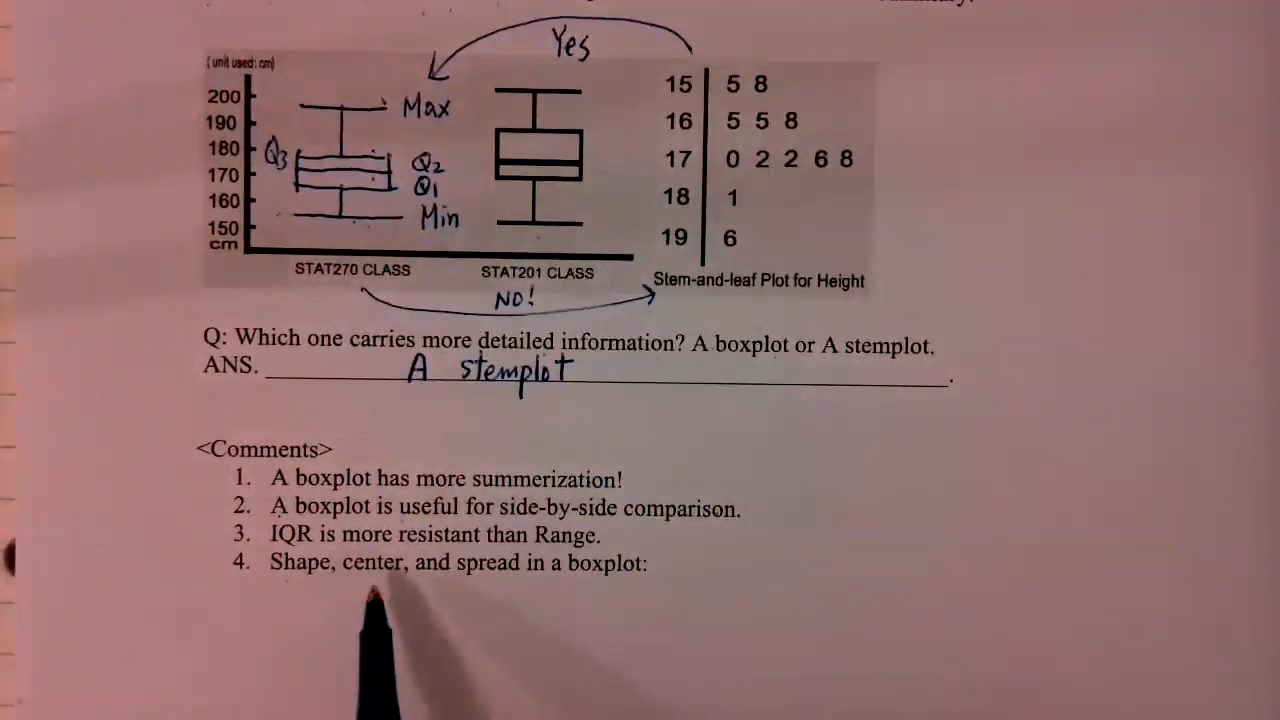 Yes
( unit used: cm)
200
190
180
170
160
150
cm
Max
Q3
Q2
Q1
Min
STAT270 CLASS
STAT201 CLASS
15 | 5 8
16 | 5 5 8
17 | 0 2 2 6 8
18 | 1
19 | 6
Stem-and-leaf Plot for Height
NO!
Q: Which one carries more detailed information? A boxplot or A stemplot.
ANS. A stemplot.
<Comments>
1. A boxplot has more summerization!
2. A boxplot is useful for side-by-side comparison.
3. IQR is more resistant than Range.
4. Shape, center, and spread in a boxplot: